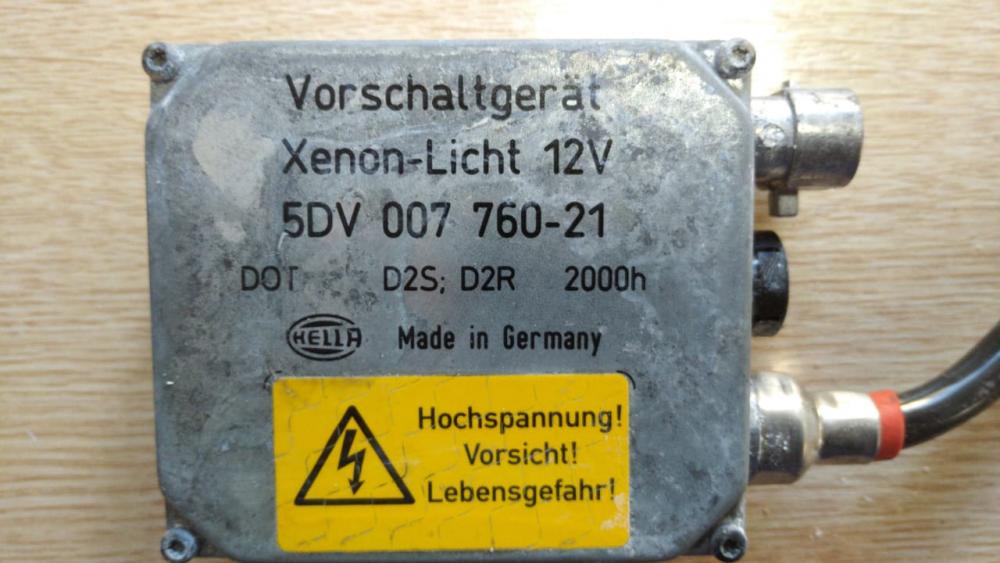 Vorschaltgerät
Xenon-Licht 12V
5DV 007 760-21
DOT D2S; D2R 2000h
HELLA Made in Germany
Hochspannung!
Vorsicht!
Lebensgefahr!